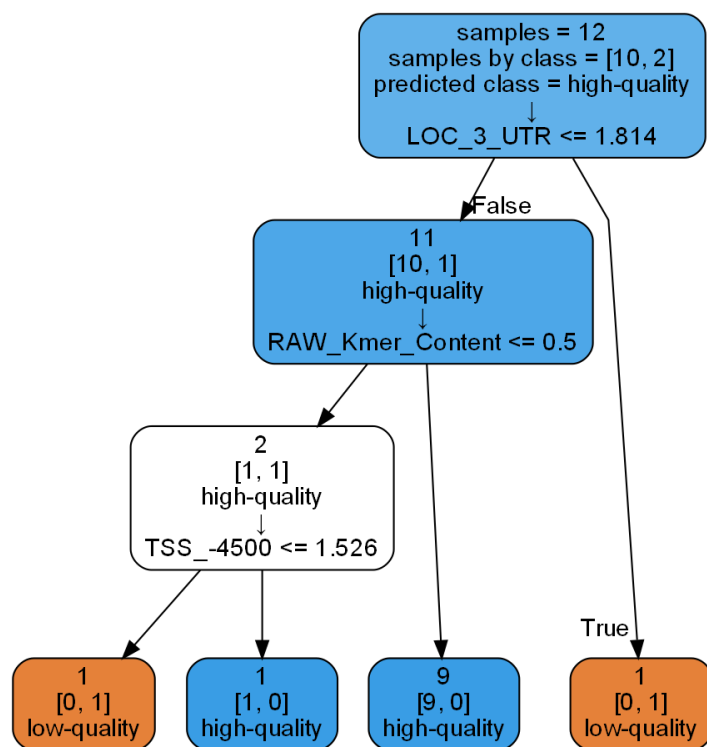 samples = 12
samples by class = [10, 2]
predicted class = high-quality
↓
LOC_3_UTR <= 1.814
False
11
[10, 1]
high-quality
↓
RAW_Kmer_Content <= 0.5
2
[1, 1]
high-quality
↓
TSS_-4500 <= 1.526
True
1
[0, 1]
low-quality
1
[1, 0]
high-quality
9
[9, 0]
high-quality
1
[0, 1]
low-quality